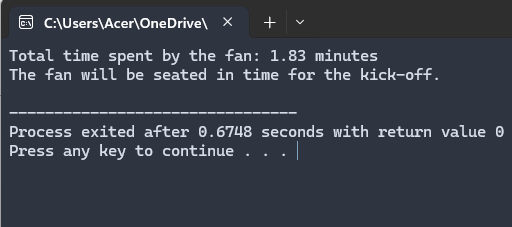 C:\Users\Acer\OneDrive\
Total time spent by the fan: 1.83 minutes
The fan will be seated in time for the kick-off.
--------------------------------
Process exited after 0.6748 seconds with return value 0
Press any key to continue . . .